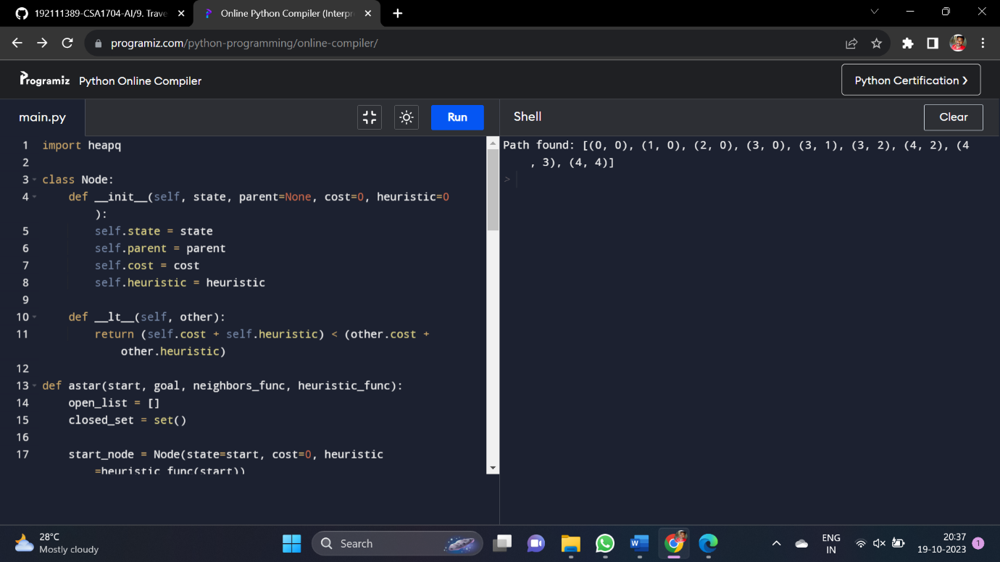 192111389-CSA1704-AI/9. Trave
Online Python Compiler (Interpr
programiz.com/python-programming/online-compiler/
Programiz Python Online Compiler
Python Certification
main.py
Run
Shell
Clear
1 import heapq
2
3 class Node:
4 def __init__(self, state, parent=None, cost=0, heuristic=0
):
5 self.state = state
6 self.parent = parent
7 self.cost = cost
8 self.heuristic = heuristic
9
10 def __lt__(self, other):
11 return (self.cost + self.heuristic) < (other.cost +
other.heuristic)
12
13 def astar(start, goal, neighbors_func, heuristic_func):
14 open_list = []
15 closed_set = set()
16
17 start_node = Node(state=start, cost=0, heuristic
=heuristic_func(start))
Path found: [(0, 0), (1, 0), (2, 0), (3, 0), (3, 1), (3, 2), (4, 2), (4
, 3), (4, 4)]
>
28°C
Mostly cloudy
Search
ENG
IN
20:37
19-10-2023
1